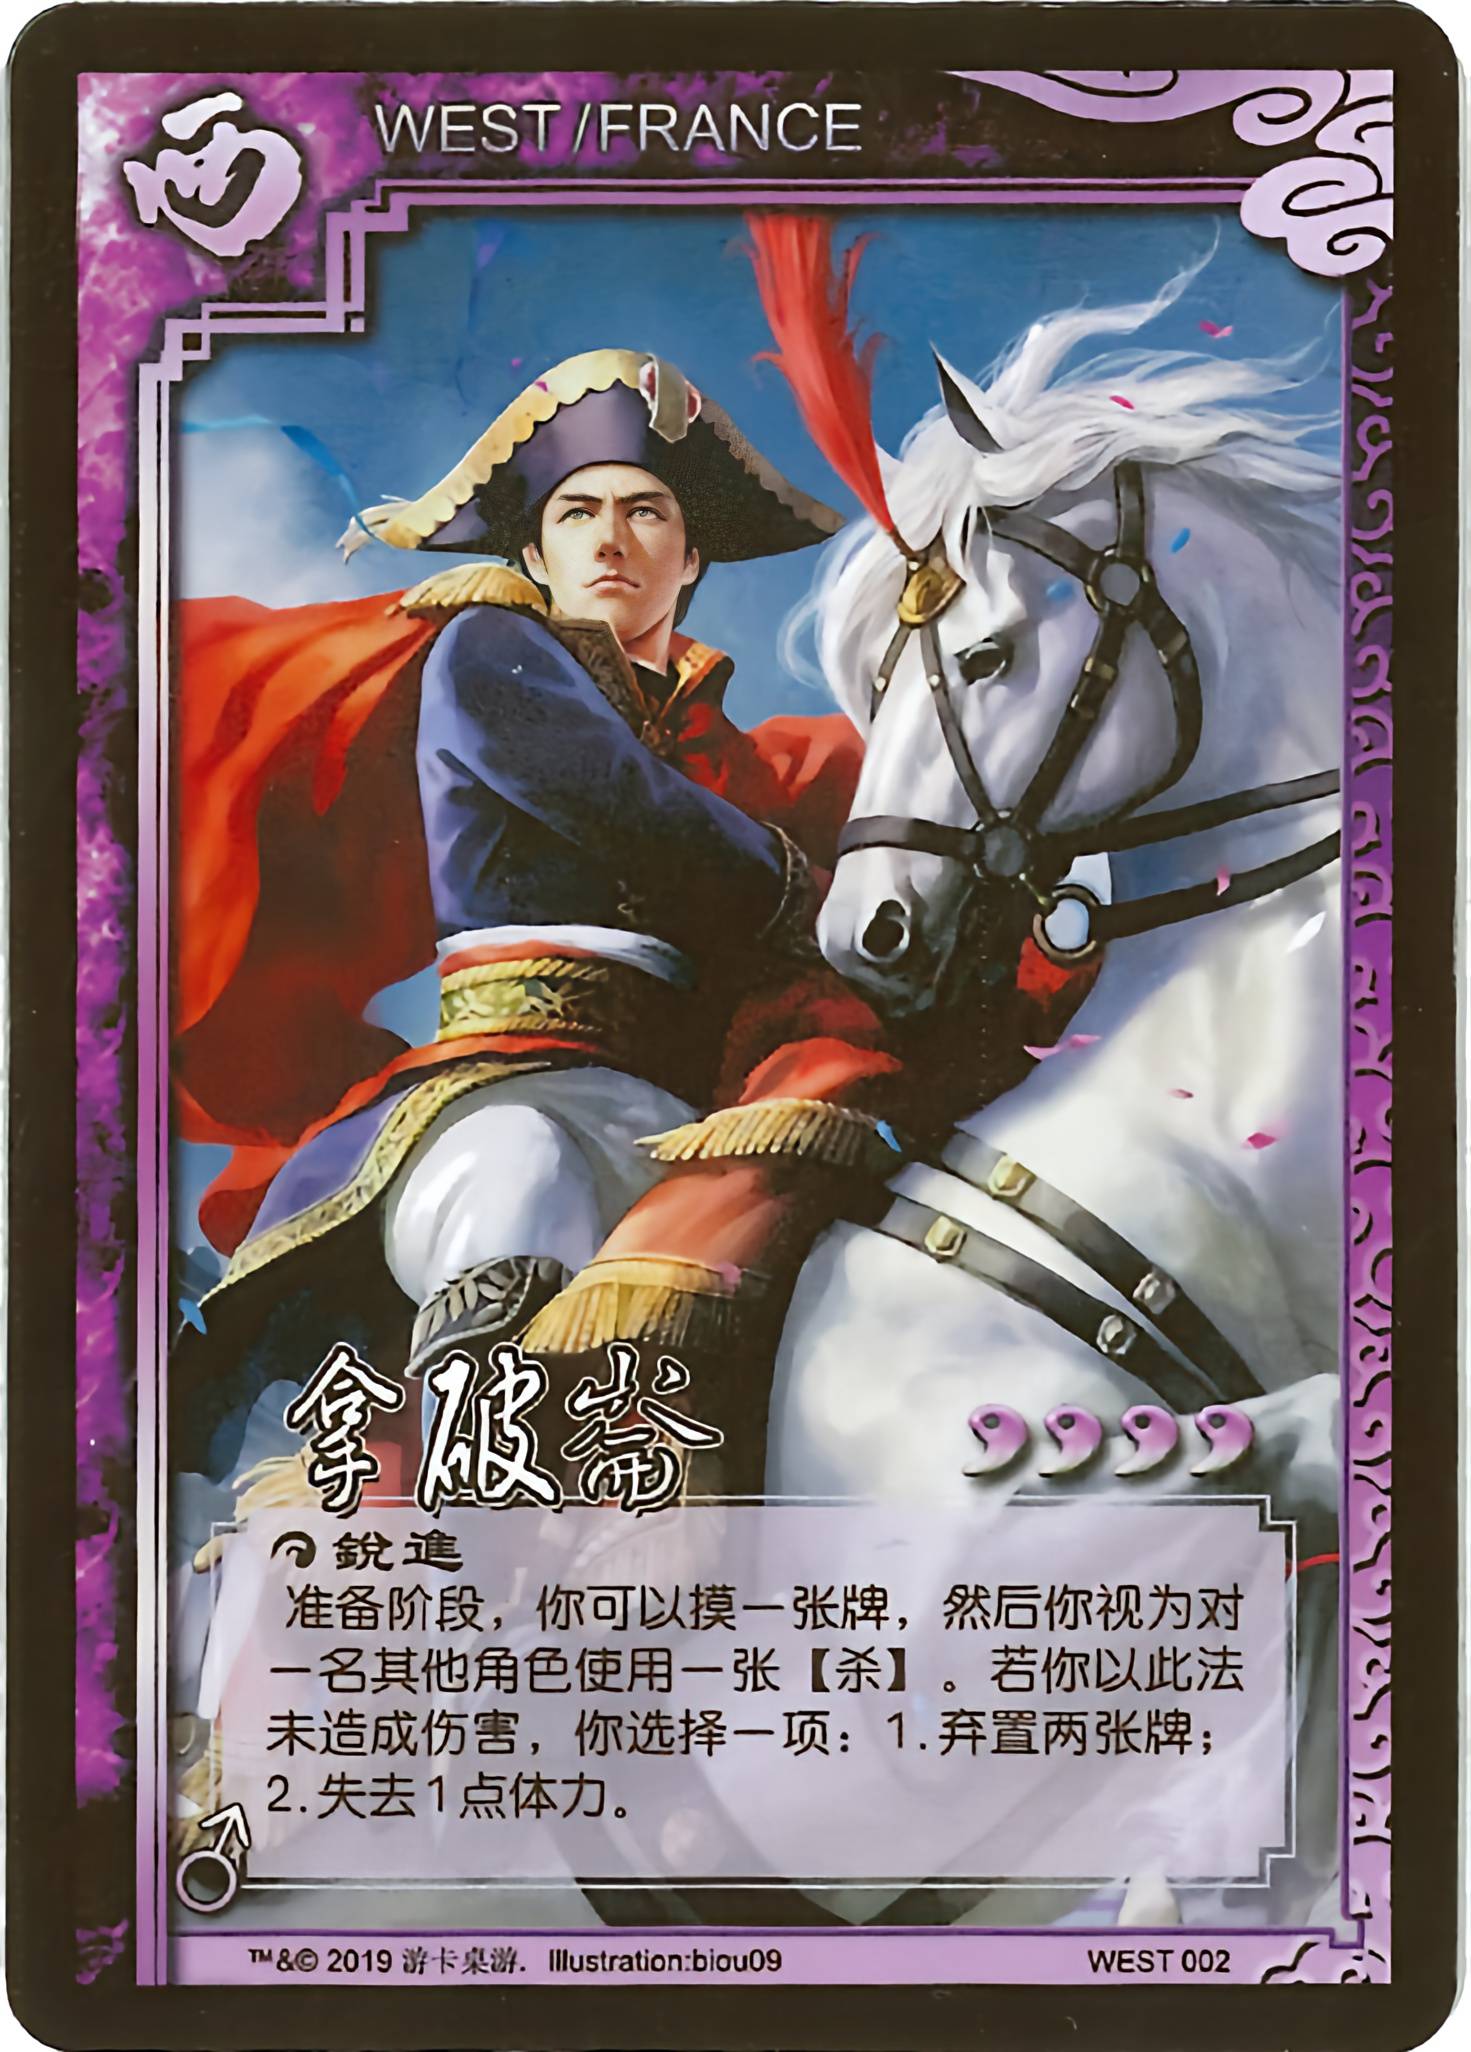 西
WEST /FRANCE
拿破崙
銳進
准备阶段，你可以摸一张牌，然后你视为对
一名其他角色使用一张【杀】。若你以此法
未造成伤害，你选择一项：1.弃置两张牌；
2.失去1点体力。
™&© 2019 游卡桌游. Illustration:biou09
WEST 002